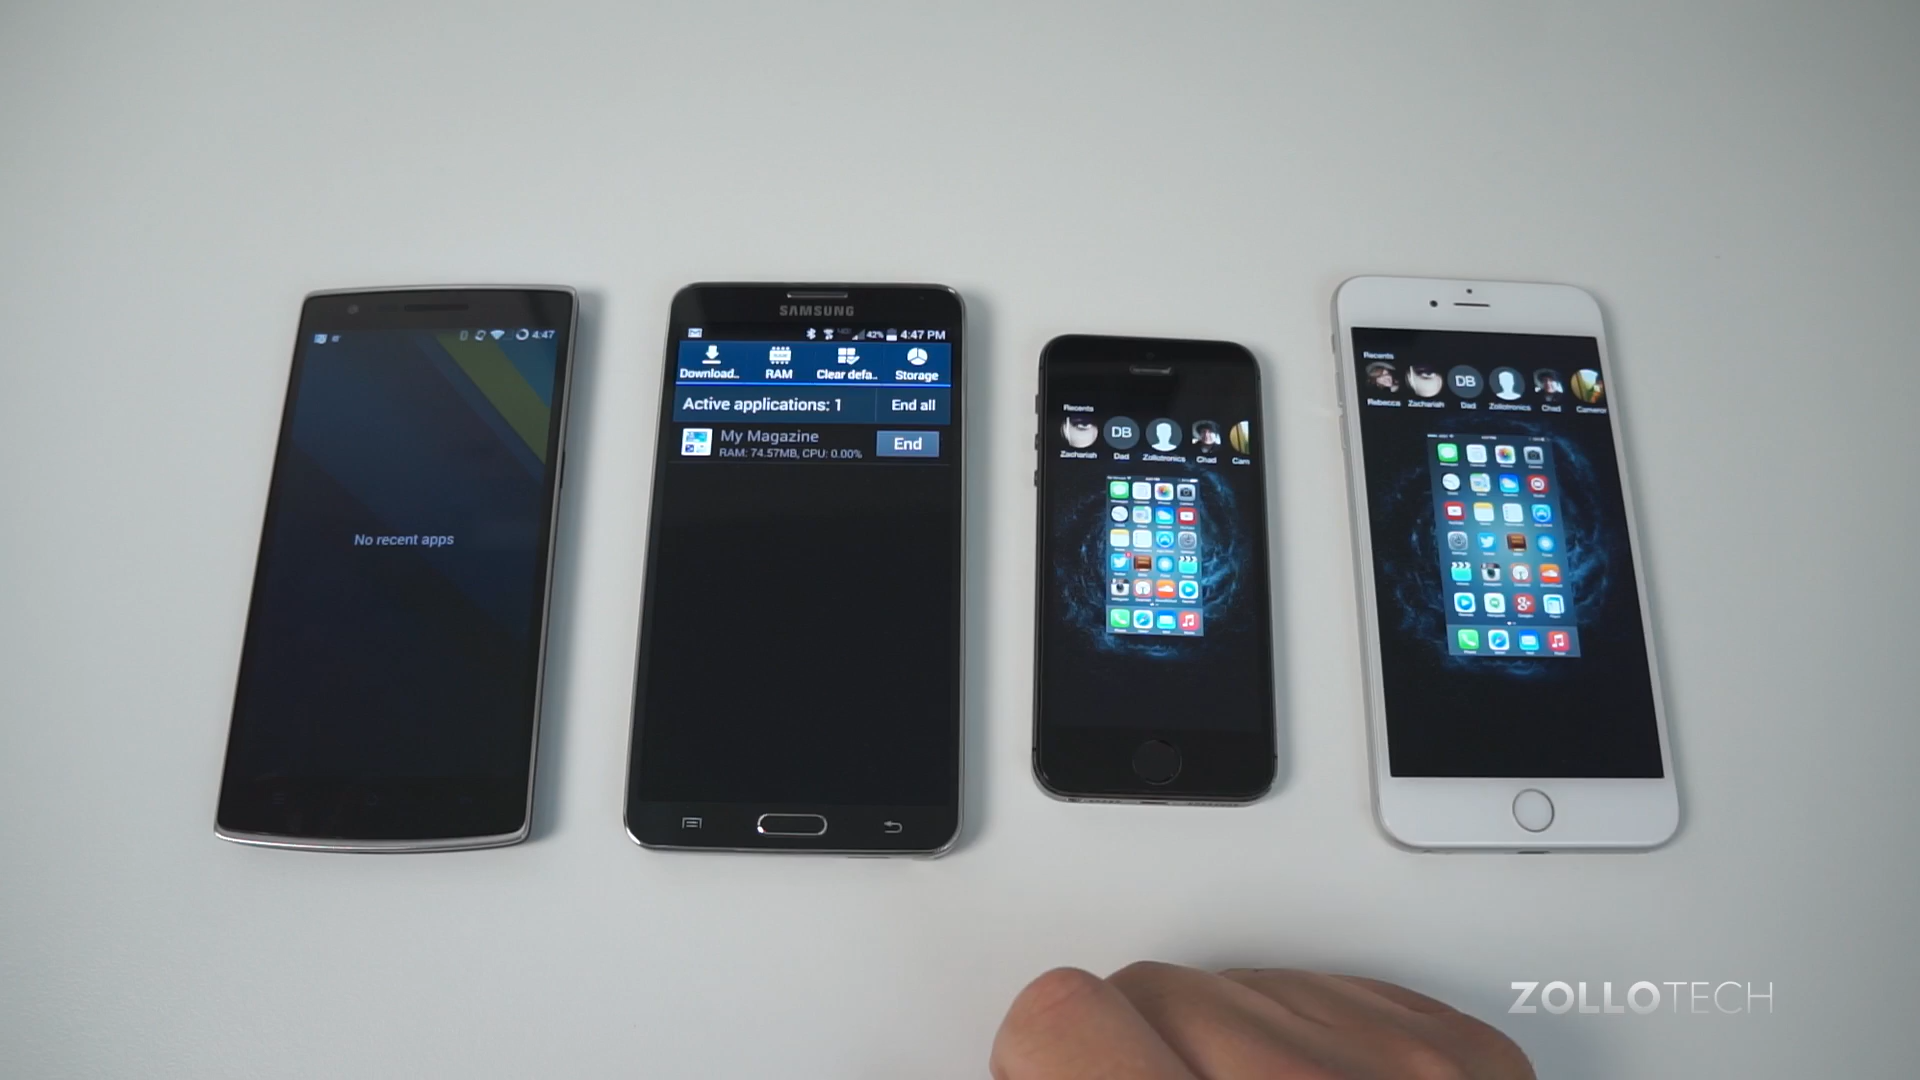 4:47
No recent apps
SAMSUNG
42% 4:47 PM
Download.. RAM Clear defa.. Storage
Active applications: 1 End all
My Magazine End
RAM: 74.57MB, CPU: 0.00%
Recents
DB
Zachariah Dad Zollotronics Chad Cam
Recents
DB
Rebecca Zachariah Dad Zollotronics Chad Cameron
ZOLLOTECH